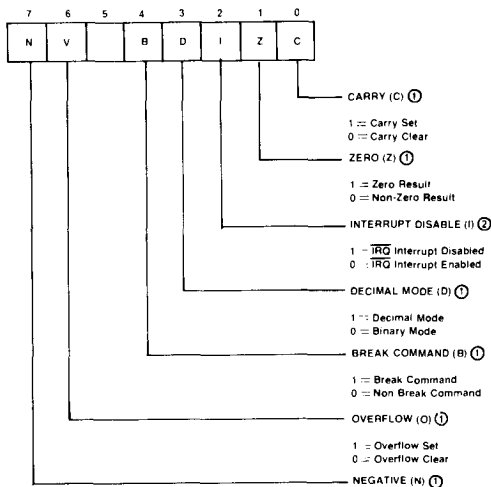 7 6 5 4 3 2 1 0
N V B D I Z C
CARRY (C) ①
1 = Carry Set
0 = Carry Clear
ZERO (Z) ①
1 = Zero Result
0 = Non-Zero Result
INTERRUPT DISABLE (I) ②
1 = IRQ Interrupt Disabled
0 = IRQ Interrupt Enabled
DECIMAL MODE (D) ①
1 = Decimal Mode
0 = Binary Mode
BREAK COMMAND (B) ①
1 = Break Command
0 = Non Break Command
OVERFLOW (O) ①
1 = Overflow Set
0 = Overflow Clear
NEGATIVE (N) ①